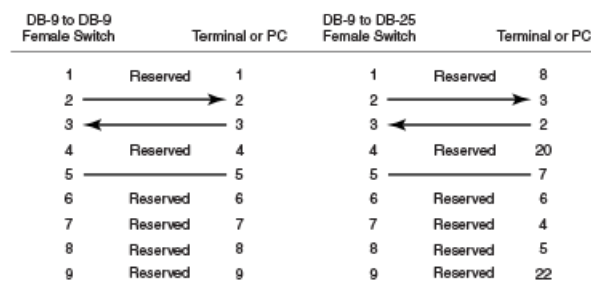 DB-9 to DB-9 DB-9 to DB-25
Female Switch Terminal or PC Female Switch Terminal or PC
1 Reserved 1 1 Reserved 8
2 2 2 3
3 3 3 2
4 Reserved 4 4 Reserved 20
5 5 5 7
6 Reserved 6 6 Reserved 6
7 Reserved 7 7 Reserved 4
8 Reserved 8 8 Reserved 5
9 Reserved 9 9 Reserved 22